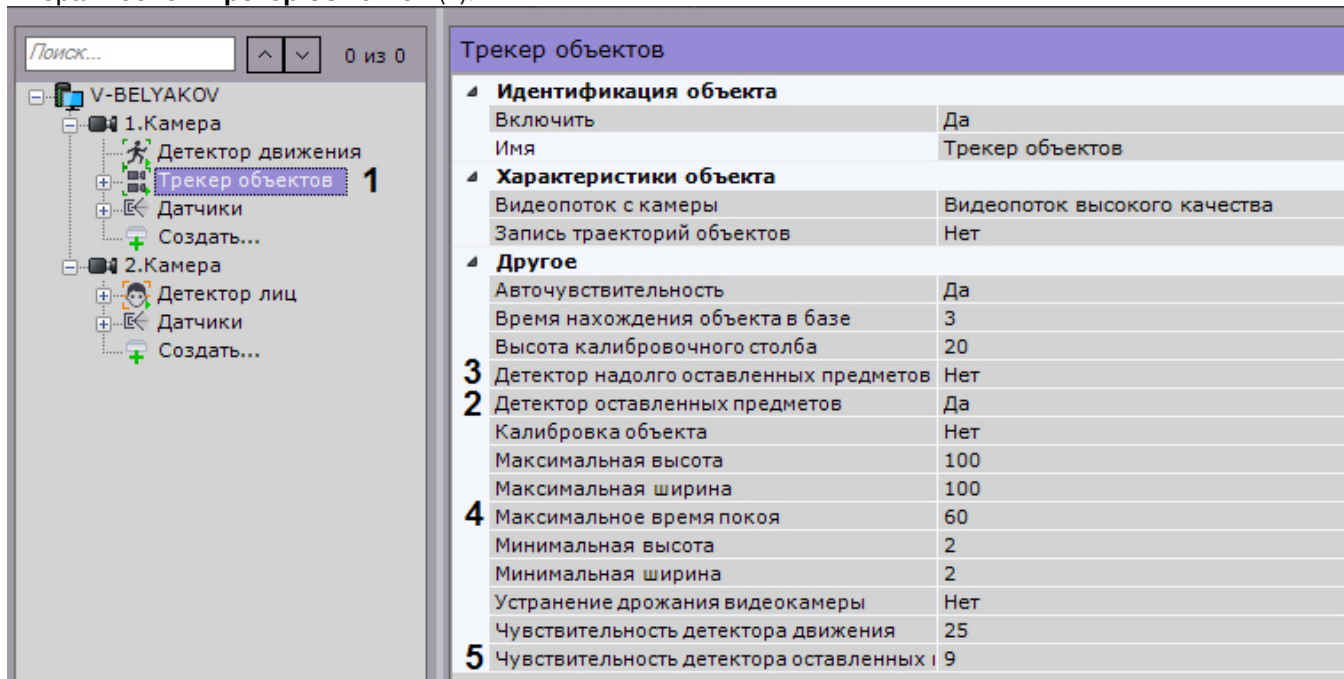 Поиск... 0 из 0
V-BELYAKOV
1.Камера
Детектор движения
Трекер объектов 1
Датчики
Создать...
2.Камера
Детектор лиц
Датчики
Создать...
Трекер объектов
Идентификация объекта
Включить Да
Имя Трекер объектов
Характеристики объекта
Видеопоток с камеры Видеопоток высокого качества
Запись траекторий объектов Нет
Другое
Авточувствительность Да
Время нахождения объекта в базе 3
Высота калибровочного столба 20
3 Детектор надолго оставленных предметов Нет
2 Детектор оставленных предметов Да
Калибровка объекта Нет
Максимальная высота 100
Максимальная ширина 100
4 Максимальное время покоя 60
Минимальная высота 2
Минимальная ширина 2
Устранение дрожания видеокамеры Нет
Чувствительность детектора движения 25
5 Чувствительность детектора оставленных 9